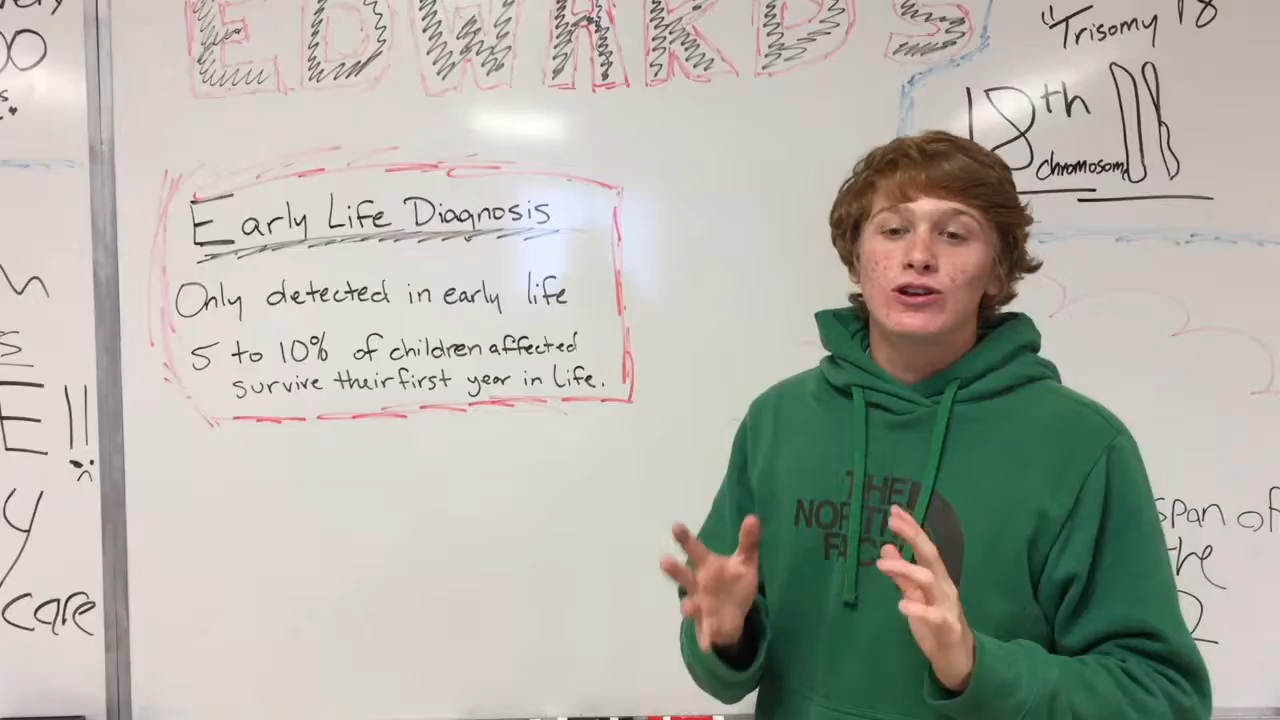 EDWARDS
"Trisomy 18
18th
chromosom
Early Life Diagnosis
Only detected in early life
5 to 10% of children affected
survive their first year in life.
THE
NORTH
FACE
span of
the
2
E!!
y
care